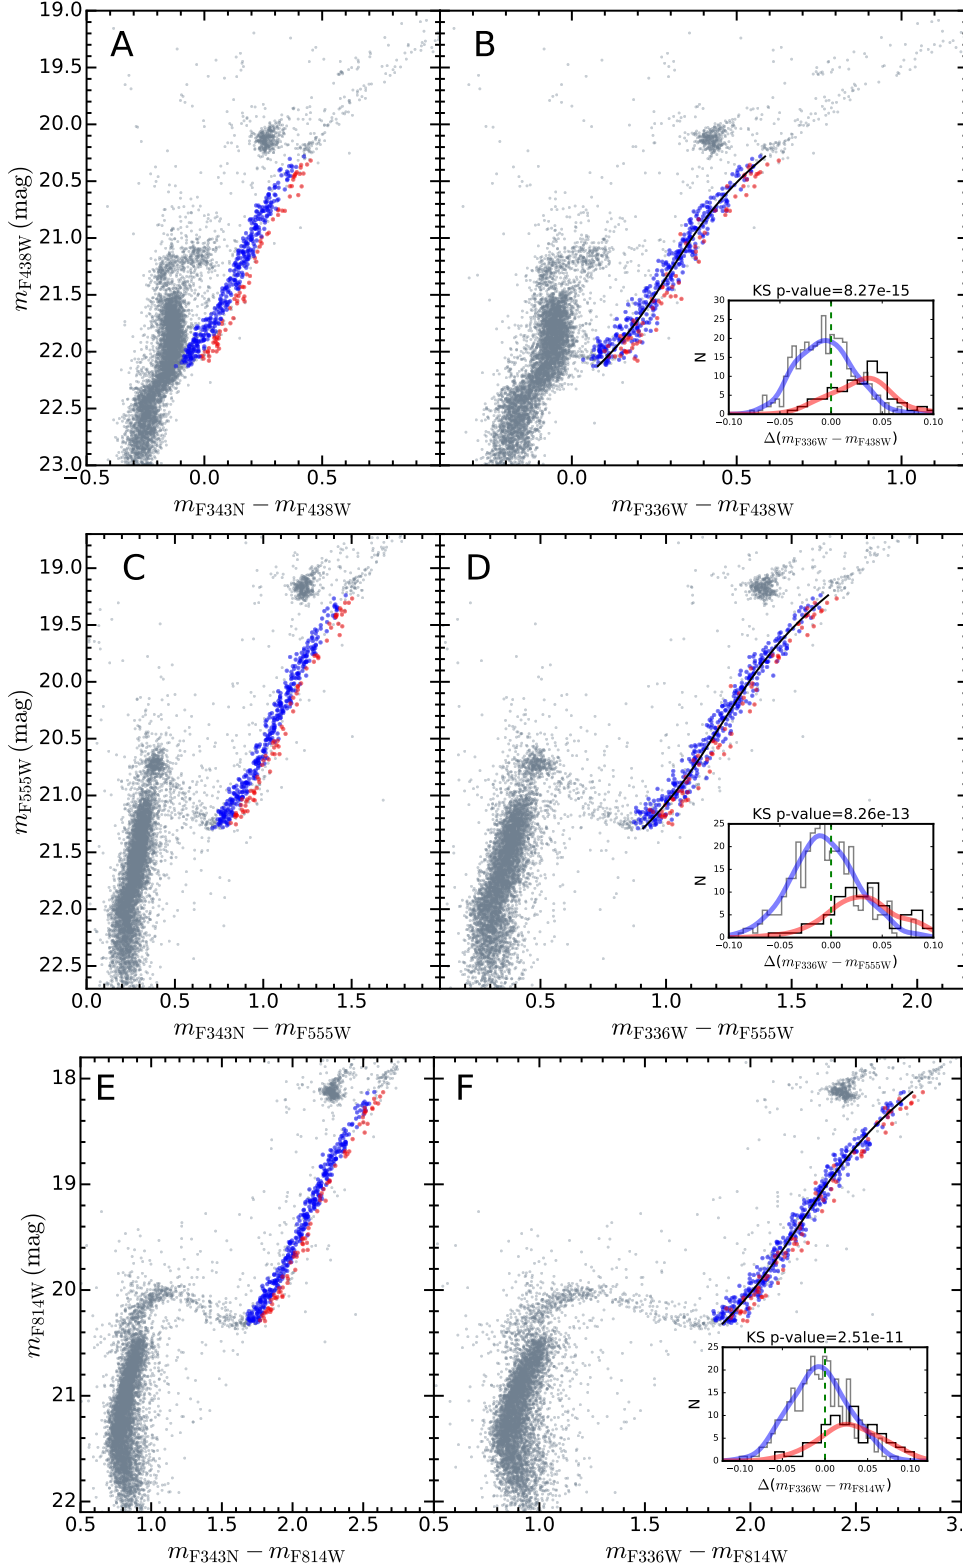 A
B
19.0
19.5
20.0
20.5
21.0
21.5
22.0
22.5
23.0
m_F438W (mag)
KS p-value=8.27e-15
30
25
20
15
10
5
0
N
−0.10 −0.05 0.00 0.05 0.10
Δ(m_F336W − m_F438W)
−0.5 0.0 0.5 0.0 0.5 1.0
m_F343N − m_F438W
m_F336W − m_F438W
C
D
19.0
19.5
20.0
20.5
21.0
21.5
22.0
22.5
m_F555W (mag)
KS p-value=8.26e-13
25
20
15
10
5
0
N
−0.10 −0.05 0.00 0.05 0.10
Δ(m_F336W − m_F555W)
0.0 0.5 1.0 1.5 0.5 1.0 1.5 2.0
m_F343N − m_F555W
m_F336W − m_F555W
E
F
18
19
20
21
22
m_F814W (mag)
KS p-value=2.51e-11
25
20
15
10
5
0
N
−0.10 −0.05 0.00 0.05 0.10
Δ(m_F336W − m_F814W)
0.5 1.0 1.5 2.0 2.5 0.5 1.0 1.5 2.0 2.5 3.
m_F343N − m_F814W
m_F336W − m_F814W